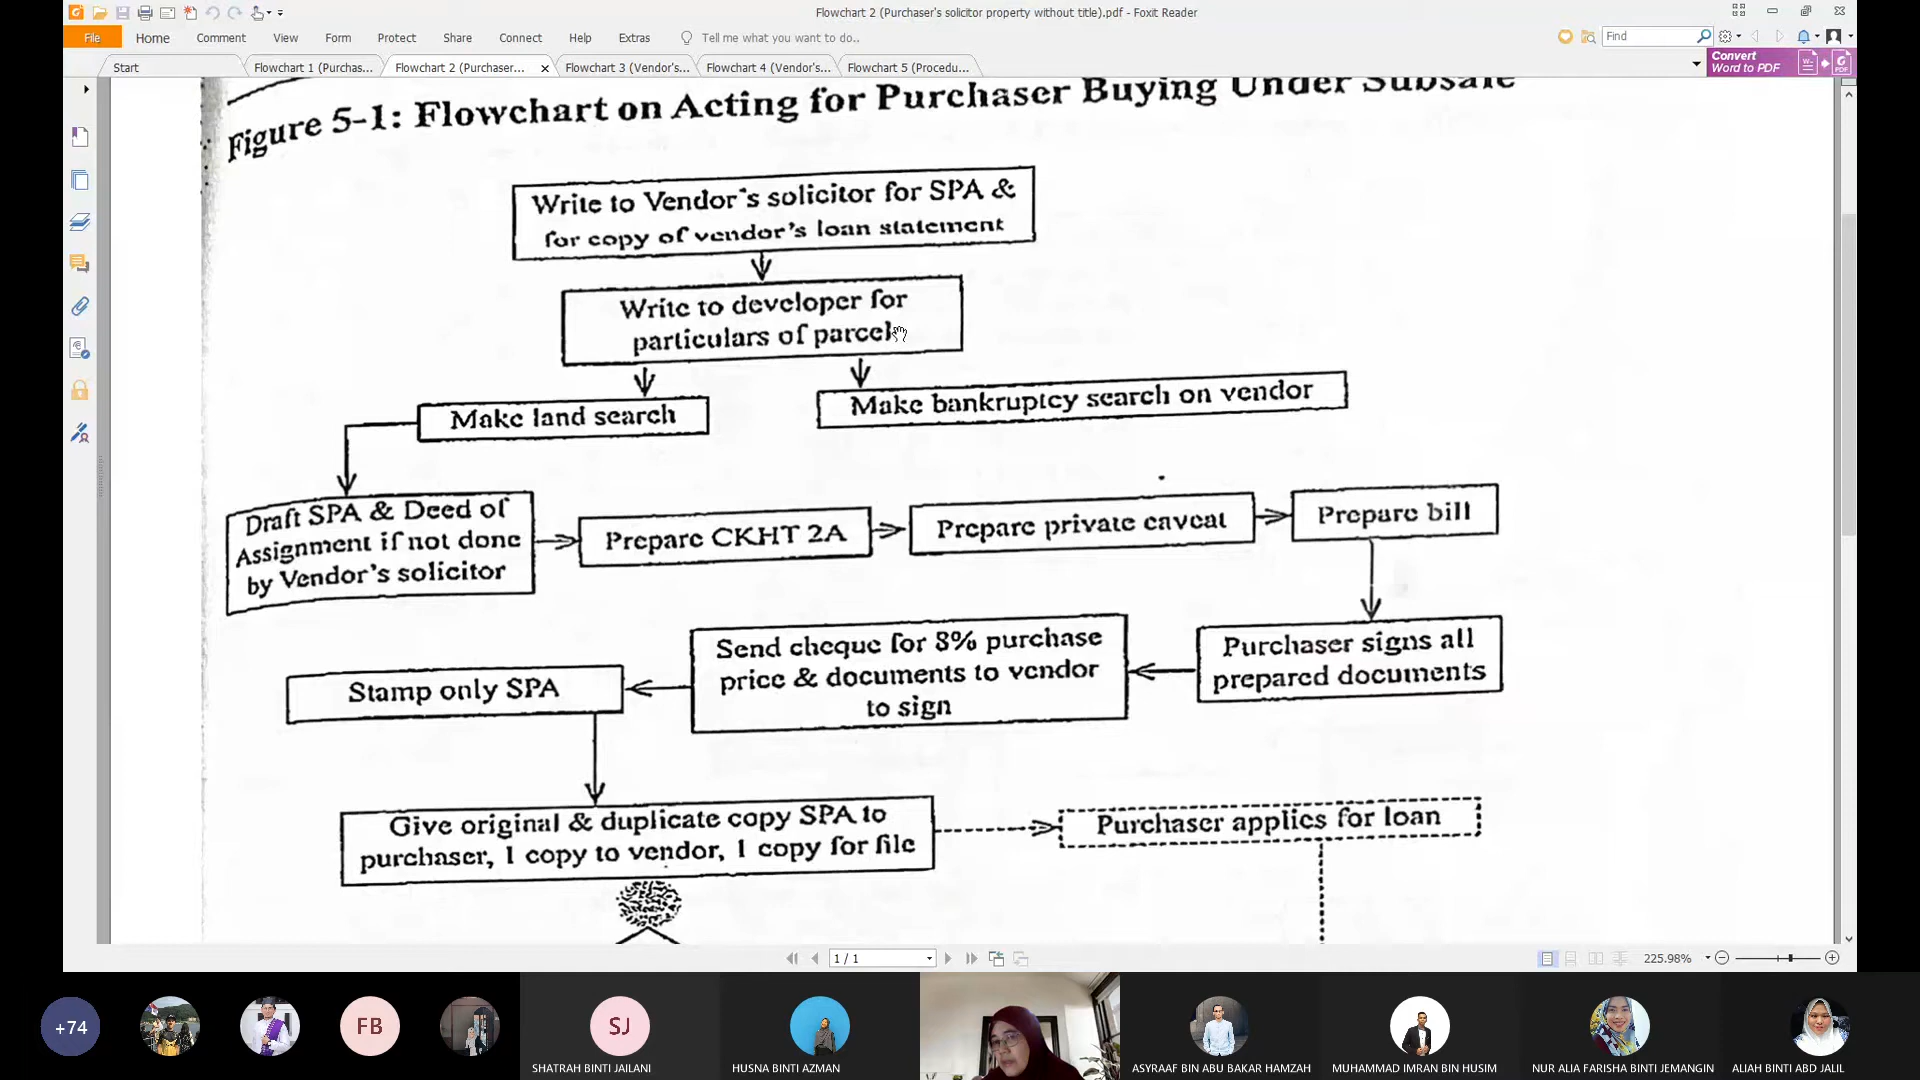 Flowchart 2 (Purchaser's solicitor property without title).pdf - Foxit Reader
File Home Comment View Form Protect Share Connect Help Extras Tell me what you want to do.. Find
Convert
Word to PDF
Start Flowchart 1 (Purchas... Flowchart 2 (Purchaser... Flowchart 3 (Vendor's... Flowchart 4 (Vendor's... Flowchart 5 (Procedu...
Figure 5-1: Flowchart on Acting for Purchaser Buying Under Subsale
Write to Vendor's solicitor for SPA &
for copy of vendor's loan statement
Write to developer for
particulars of parcel
Make land search
Make bankruptcy search on vendor
Draft SPA & Deed of
Assignment if not done
by Vendor's solicitor
Prepare CKHT 2A
Prepare private caveat
Prepare bill
Purchaser signs all
prepared documents
Send cheque for 8% purchase
price & documents to vendor
to sign
Stamp only SPA
Give original & duplicate copy SPA to
purchaser, 1 copy to vendor, 1 copy for file
Purchaser applies for loan
1 / 1
225.98%
+74
FB
SJ
SHATRAH BINTI JAILANI
HUSNA BINTI AZMAN
ASYRAAF BIN ABU BAKAR HAMZAH
MUHAMMAD IMRAN BIN HUSIM
NUR ALIA FARISHA BINTI JEMANGIN
ALIAH BINTI ABD JALIL